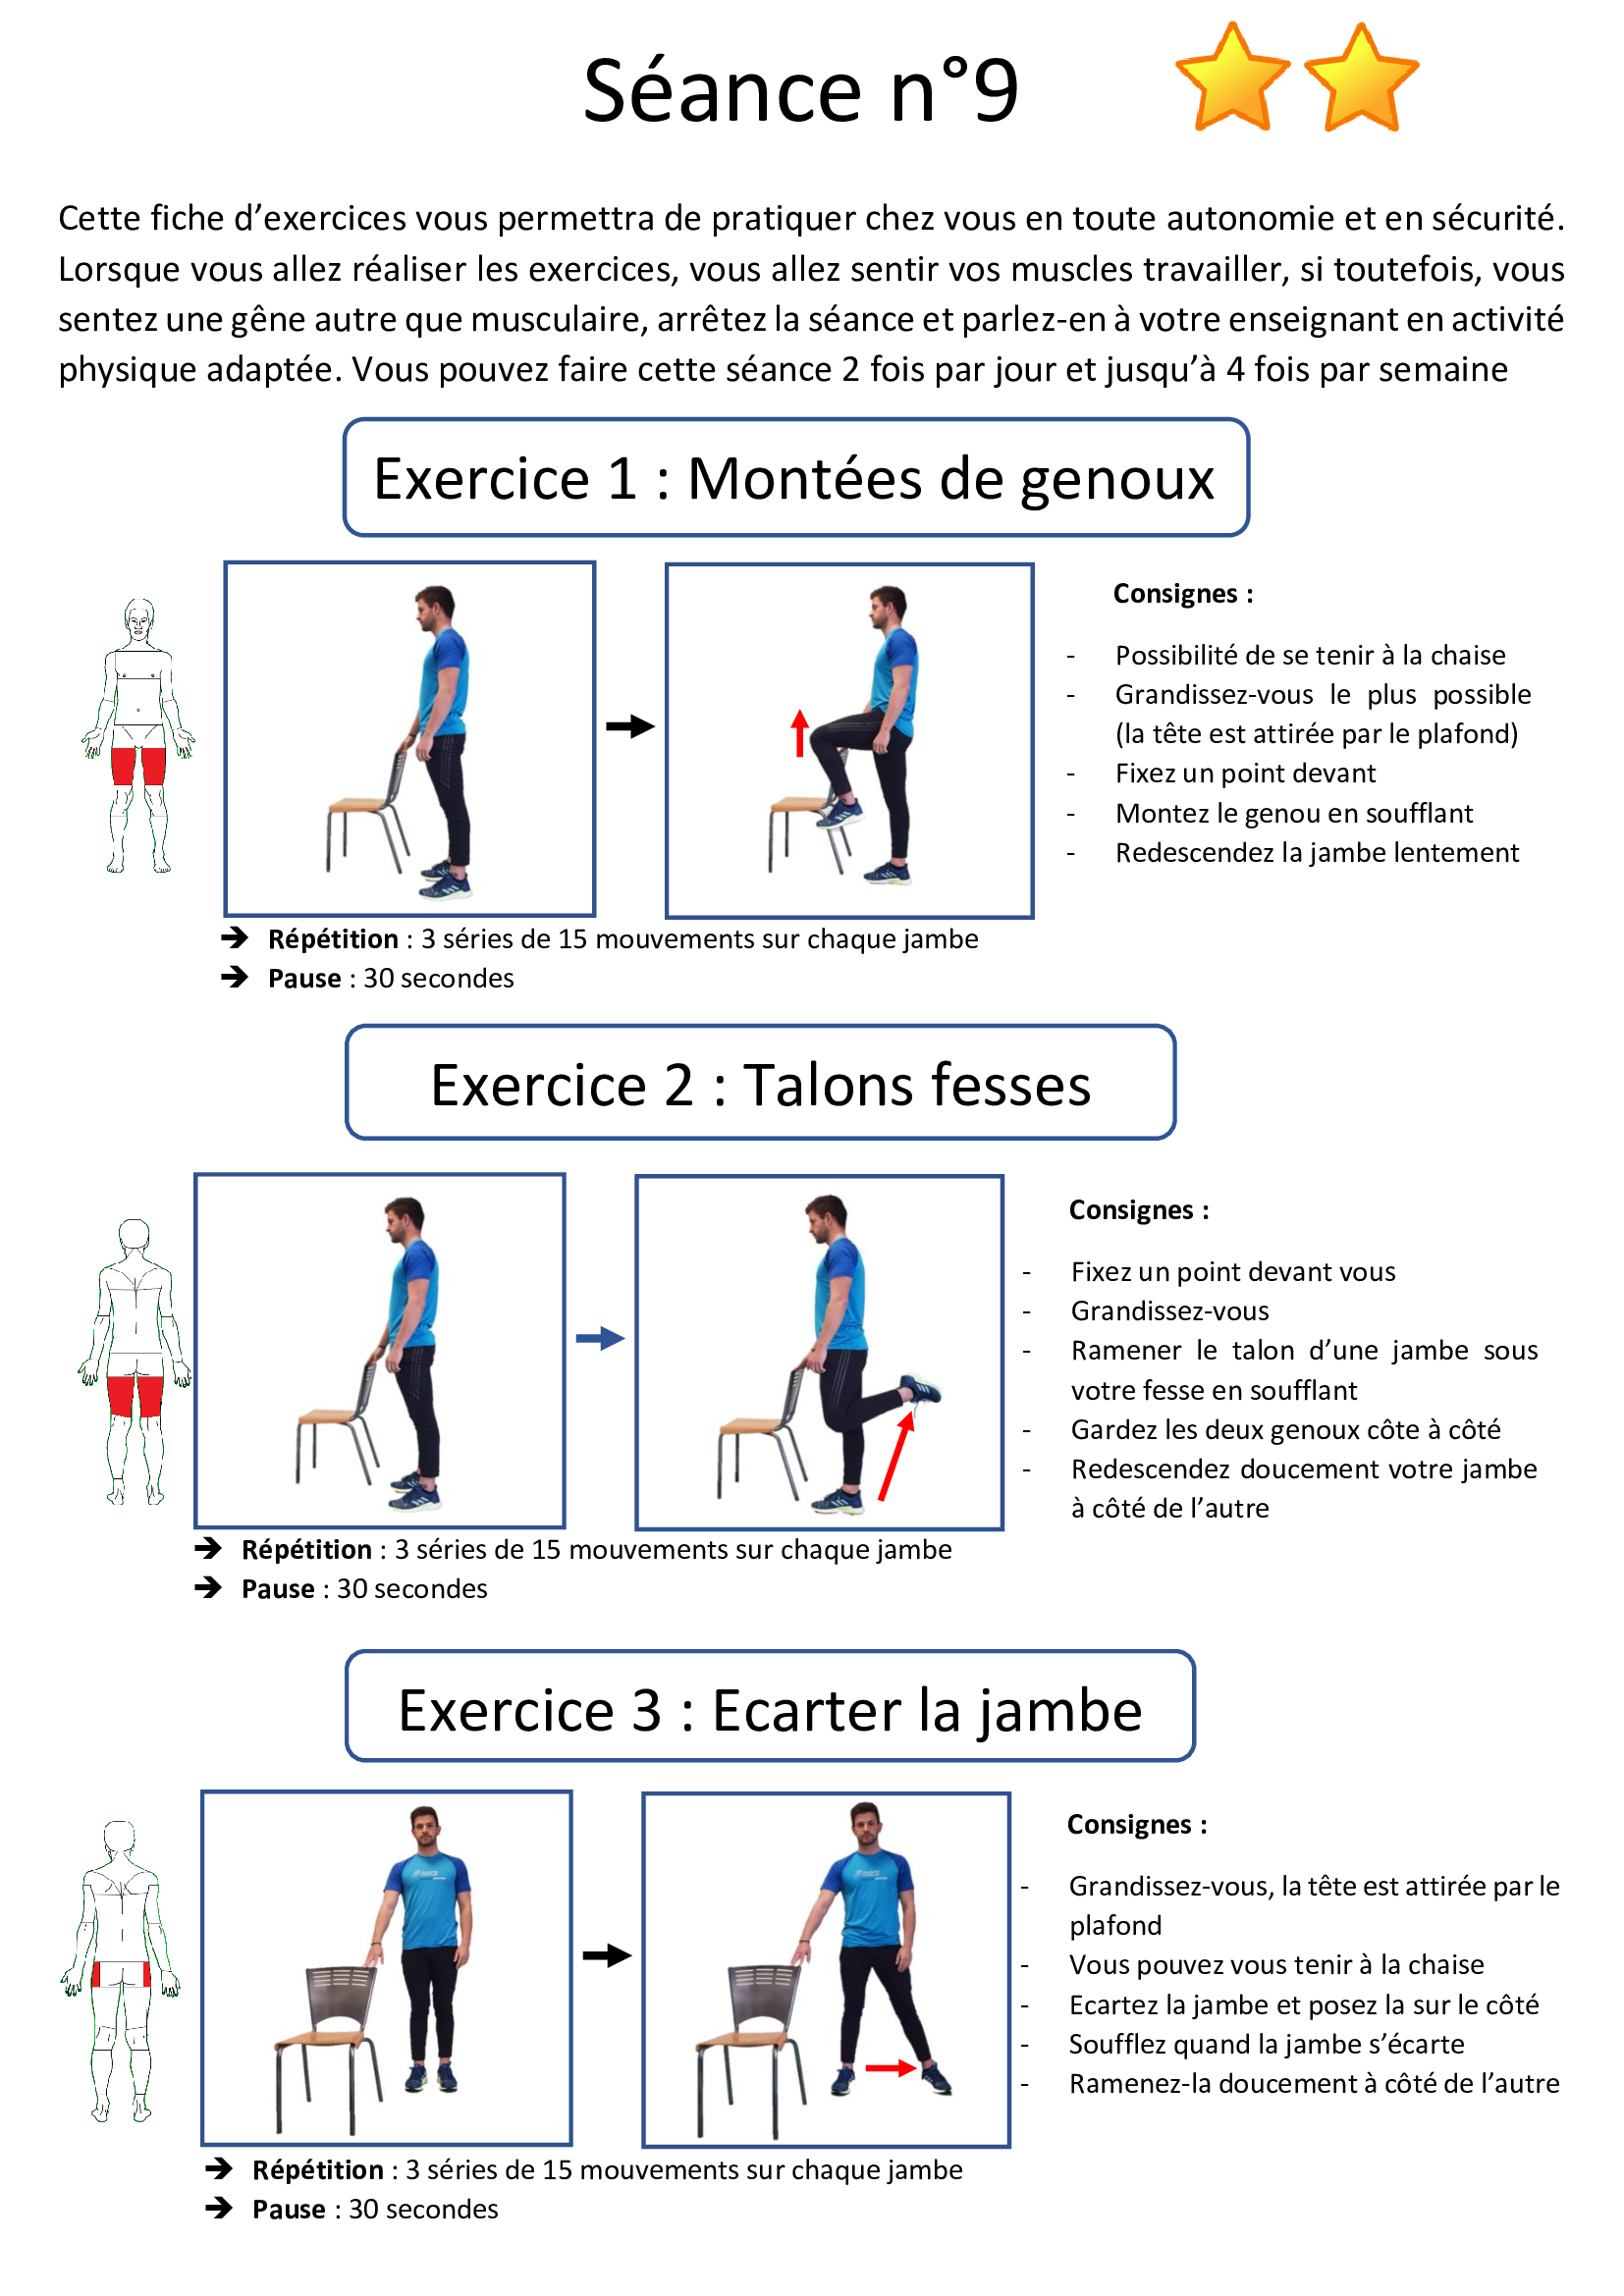 Séance n°9
Cette fiche d’exercices vous permettra de pratiquer chez vous en toute autonomie et en sécurité.
Lorsque vous allez réaliser les exercices, vous allez sentir vos muscles travailler, si toutefois, vous
sentez une gêne autre que musculaire, arrêtez la séance et parlez-en à votre enseignant en activité
physique adaptée. Vous pouvez faire cette séance 2 fois par jour et jusqu’à 4 fois par semaine
Exercice 1 : Montées de genoux
Consignes :
- Possibilité de se tenir à la chaise
- Grandissez-vous le plus possible
(la tête est attirée par le plafond)
- Fixez un point devant
- Montez le genou en soufflant
- Redescendez la jambe lentement
➔ Répétition : 3 séries de 15 mouvements sur chaque jambe
➔ Pause : 30 secondes
Exercice 2 : Talons fesses
Consignes :
- Fixez un point devant vous
- Grandissez-vous
- Ramener le talon d’une jambe sous
votre fesse en soufflant
- Gardez les deux genoux côte à côté
- Redescendez doucement votre jambe
à côté de l’autre
➔ Répétition : 3 séries de 15 mouvements sur chaque jambe
➔ Pause : 30 secondes
Exercice 3 : Ecarter la jambe
Consignes :
- Grandissez-vous, la tête est attirée par le
plafond
- Vous pouvez vous tenir à la chaise
- Ecartez la jambe et posez la sur le côté
- Soufflez quand la jambe s’écarte
- Ramenez-la doucement à côté de l’autre
➔ Répétition : 3 séries de 15 mouvements sur chaque jambe
➔ Pause : 30 secondes